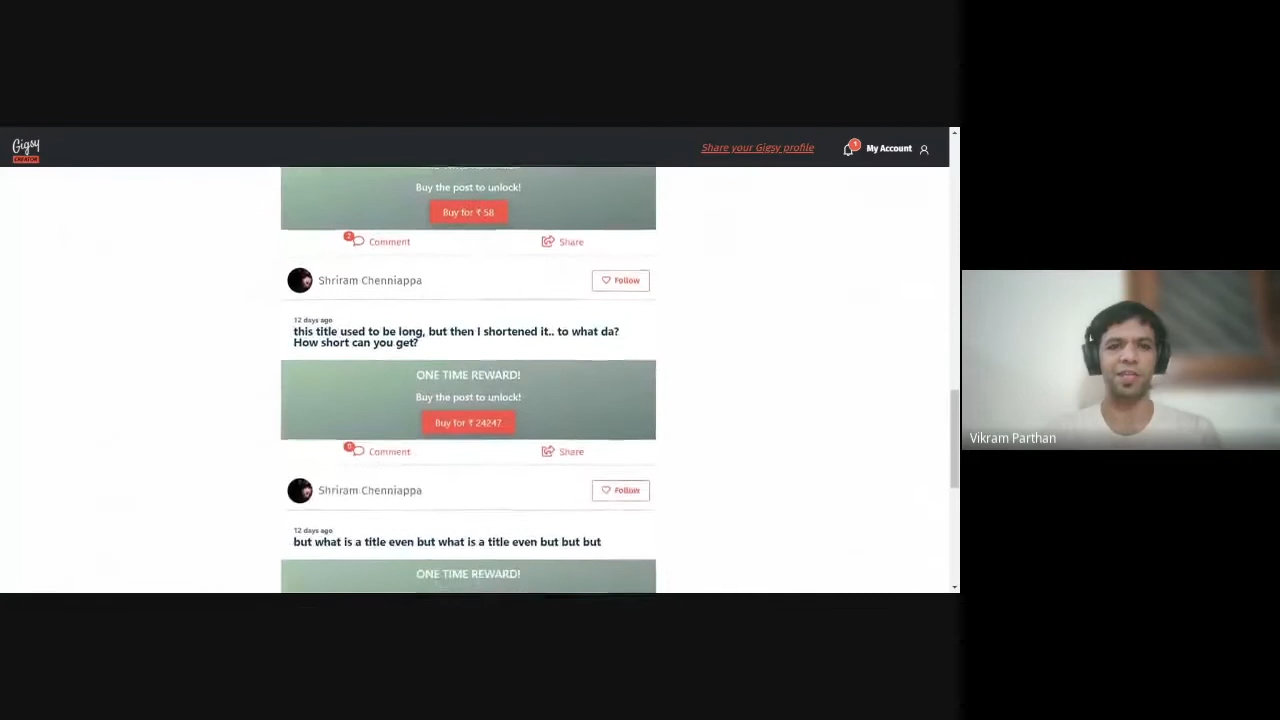 Gigsy
CREATOR
Share your Gigsy profile
1
My Account
Buy the post to unlock!
Buy for ₹ 58
2
Comment
Share
Shriram Chenniappa
Follow
12 days ago
this title used to be long, but then I shortened it.. to what da?
How short can you get?
ONE TIME REWARD!
Buy the post to unlock!
Buy for ₹ 24247
0
Comment
Share
Shriram Chenniappa
Follow
12 days ago
but what is a title even but what is a title even but but but
ONE TIME REWARD!
Vikram Parthan